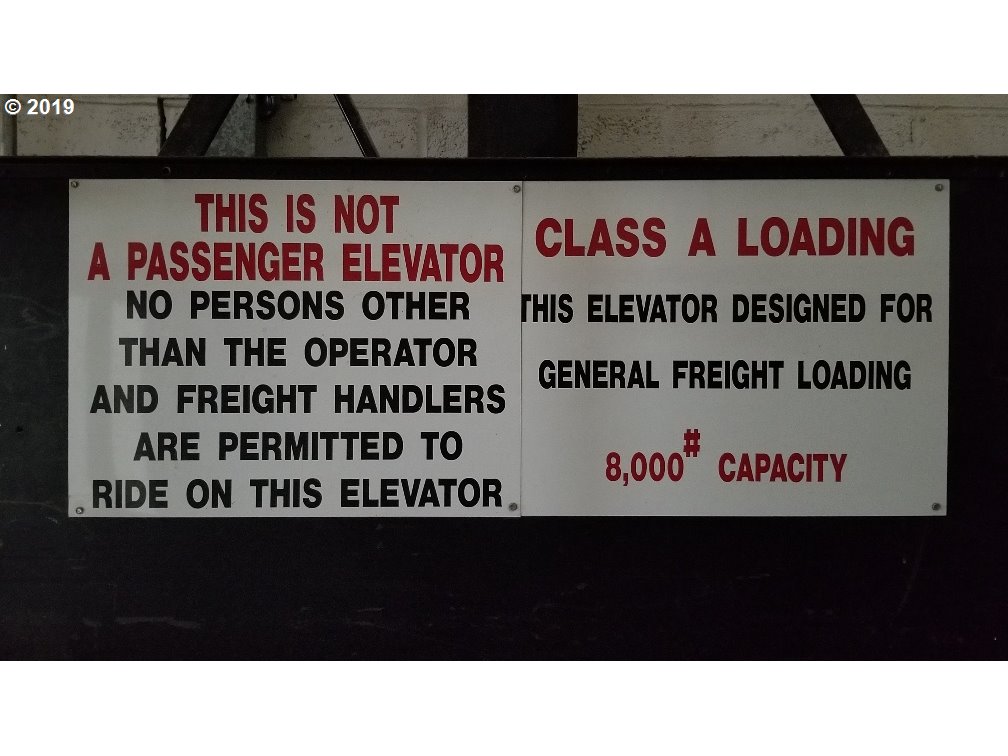 © 2019
THIS IS NOT
A PASSENGER ELEVATOR
NO PERSONS OTHER
THAN THE OPERATOR
AND FREIGHT HANDLERS
ARE PERMITTED TO
RIDE ON THIS ELEVATOR
CLASS A LOADING
THIS ELEVATOR DESIGNED FOR
GENERAL FREIGHT LOADING
8,000# CAPACITY